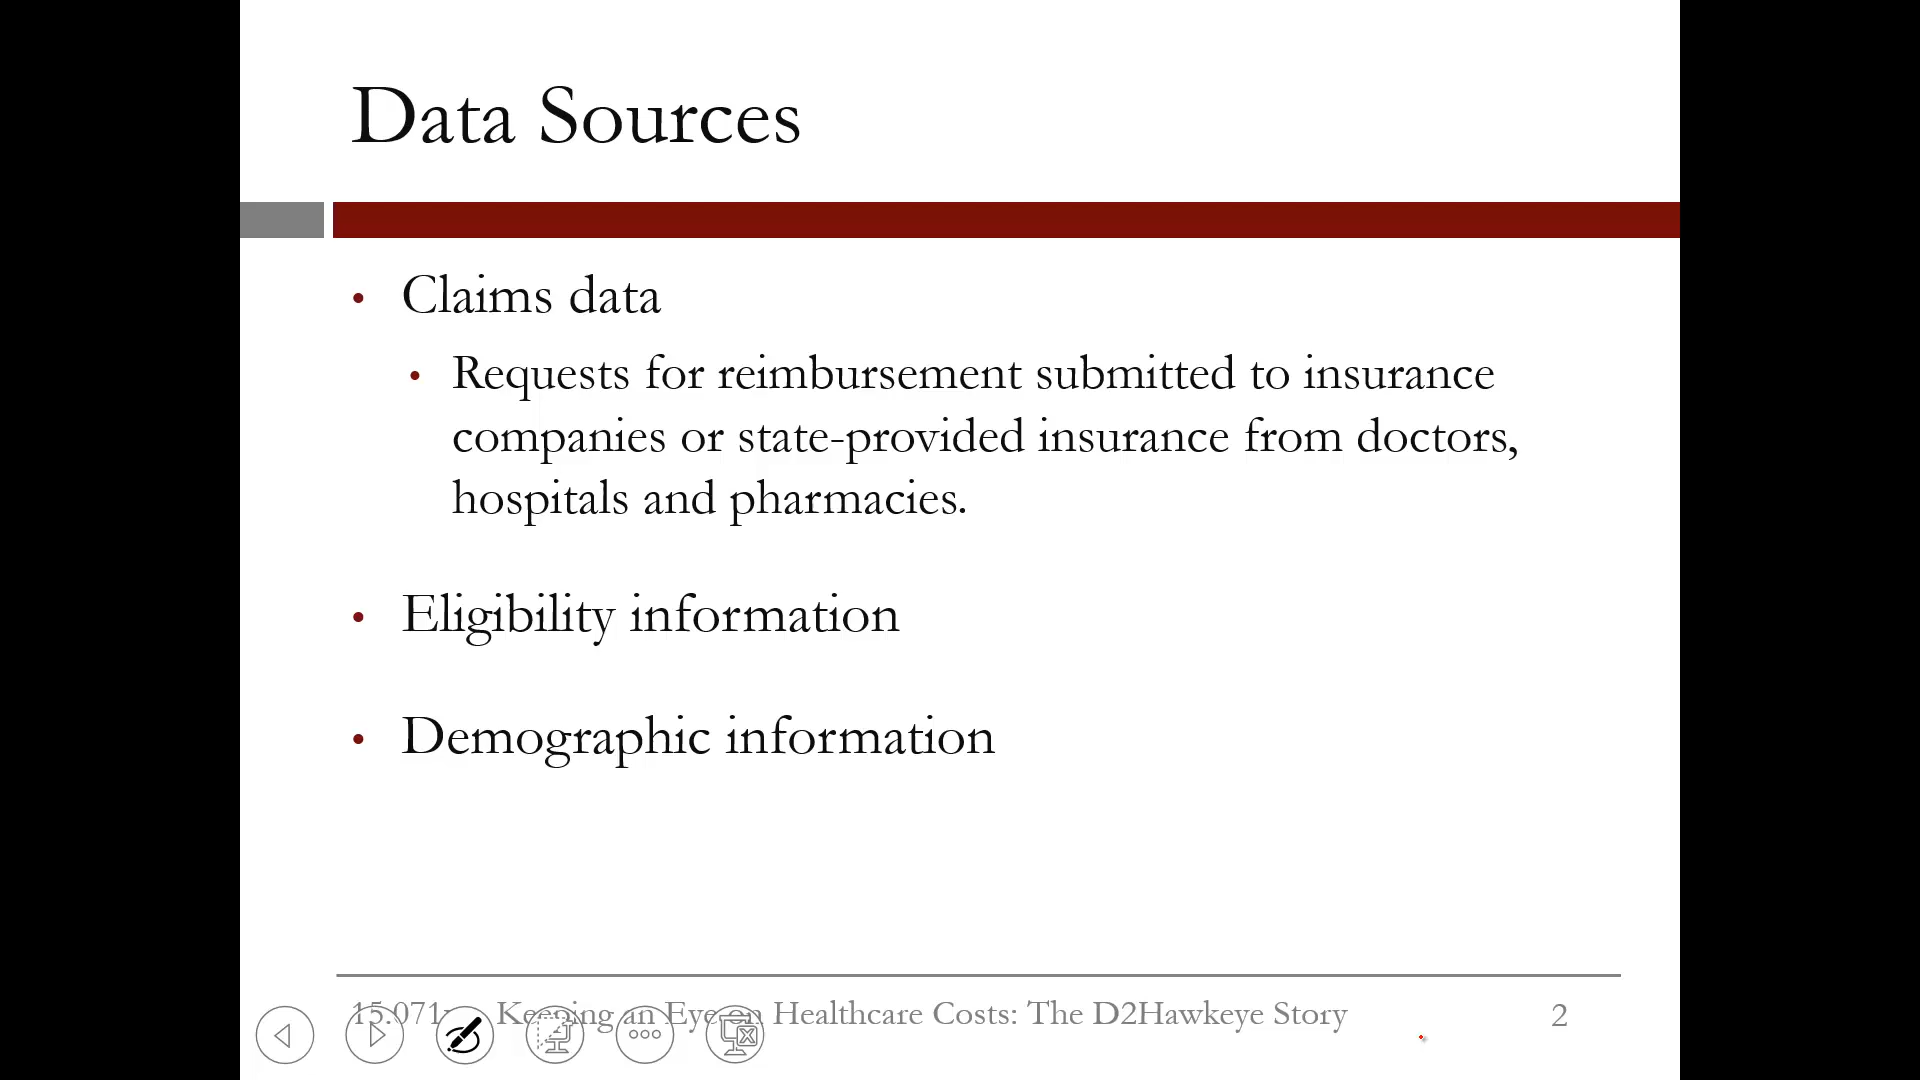 Data Sources
• Claims data
• Requests for reimbursement submitted to insurance
companies or state-provided insurance from doctors,
hospitals and pharmacies.
• Eligibility information
• Demographic information
15.071x Keeping an Eye on Healthcare Costs: The D2Hawkeye Story 2